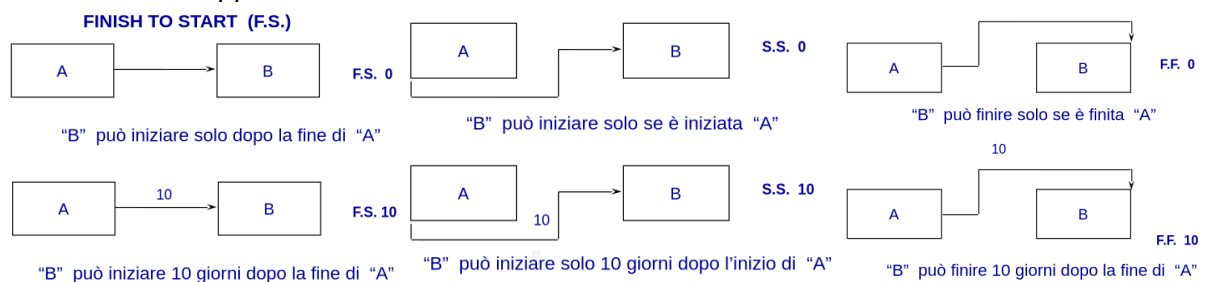 FINISH TO START (F.S.)
A
B
F.S. 0
“B” può iniziare solo dopo la fine di “A”
A
10
B
F.S. 10
“B” può iniziare 10 giorni dopo la fine di “A”
A
B
S.S. 0
“B” può iniziare solo se è iniziata “A”
A
10
B
S.S. 10
“B” può iniziare solo 10 giorni dopo l’inizio di “A”
A
B
F.F. 0
“B” può finire solo se è finita “A”
10
A
B
F.F. 10
“B” può finire 10 giorni dopo la fine di “A”